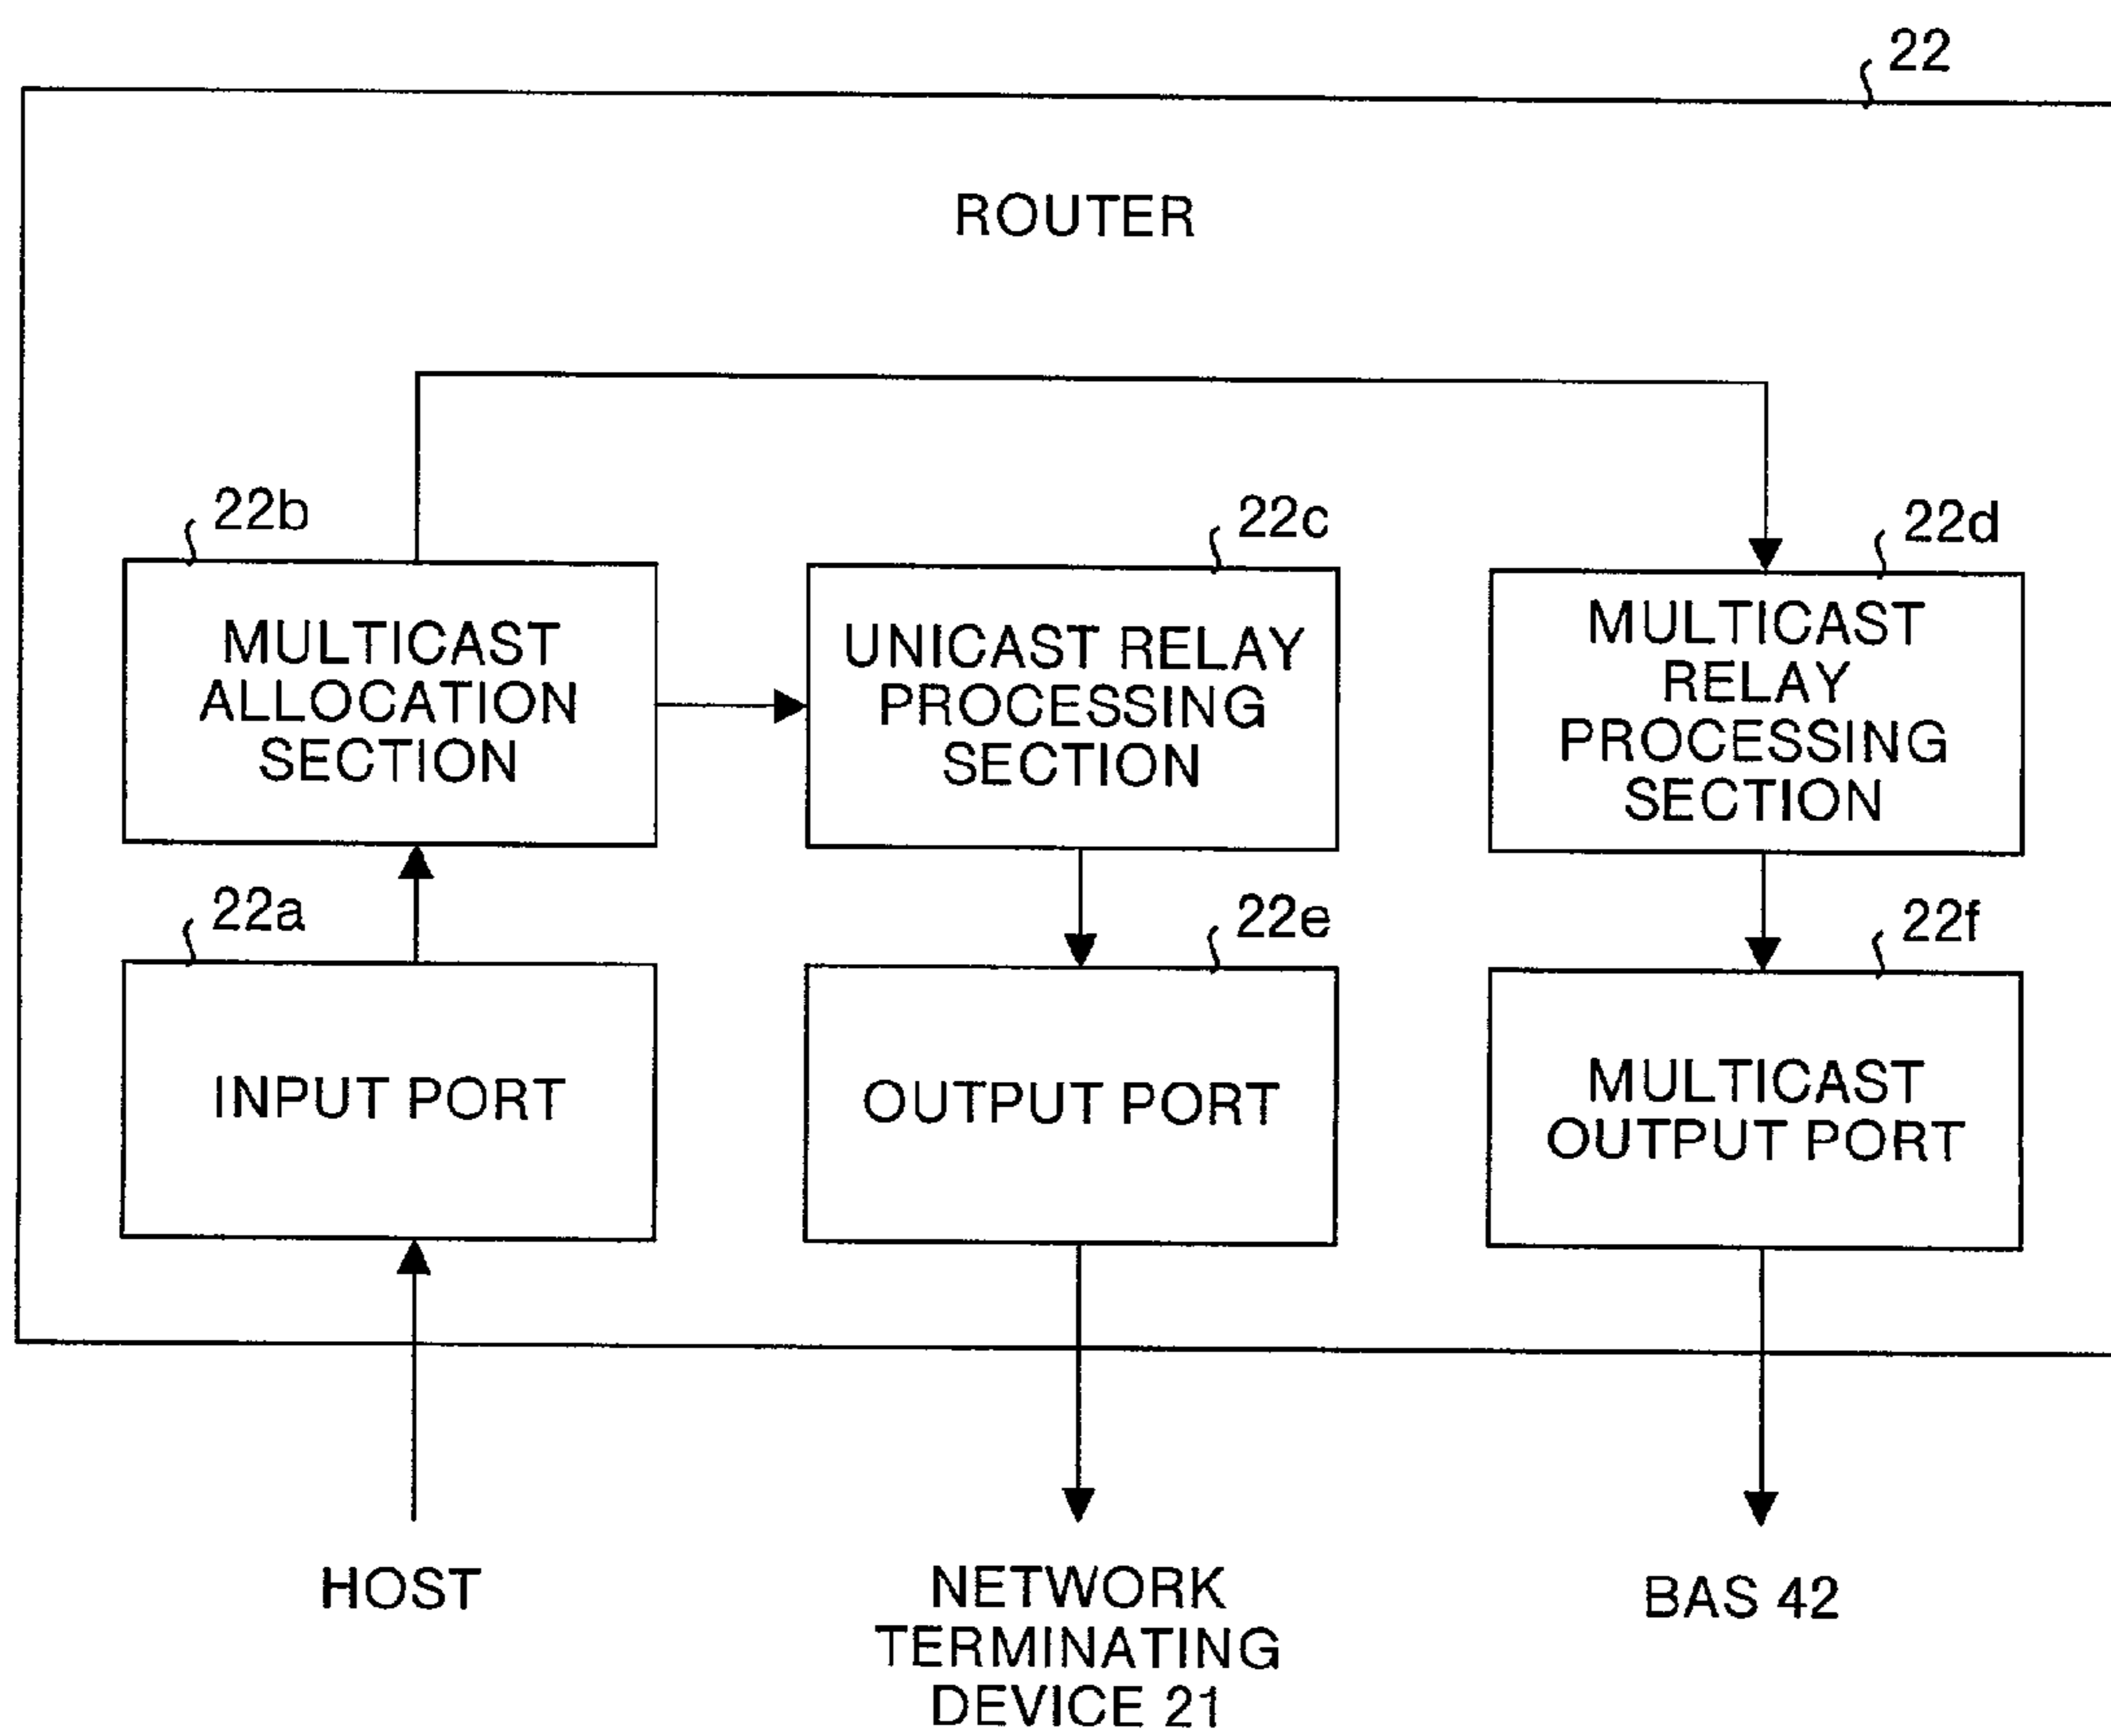 22
ROUTER
22b
22c
22d
MULTICAST
ALLOCATION
SECTION
UNICAST RELAY
PROCESSING
SECTION
MULTICAST
RELAY
PROCESSING
SECTION
22a
22e
22f
INPUT PORT
OUTPUT PORT
MULTICAST
OUTPUT PORT
HOST
NETWORK
TERMINATING
DEVICE 21
BAS 42